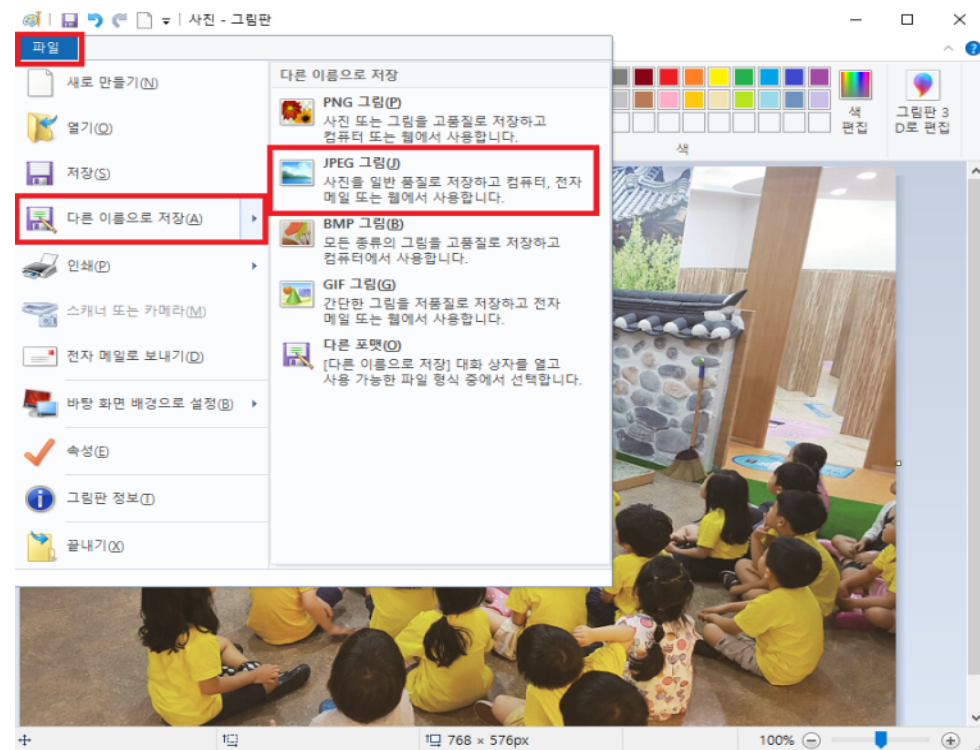 사진 - 그림판
파일
새로 만들기(N)
열기(O)
저장(S)
다른 이름으로 저장(A)
인쇄(P)
스캐너 또는 카메라(M)
전자 메일로 보내기(D)
바탕 화면 배경으로 설정(B)
속성(E)
그림판 정보(T)
끝내기(X)
다른 이름으로 저장
PNG 그림(P)
사진 또는 그림을 고품질로 저장하고
컴퓨터 또는 웹에서 사용합니다.
JPEG 그림(J)
사진을 일반 품질로 저장하고 컴퓨터, 전자
메일 또는 웹에서 사용합니다.
BMP 그림(B)
모든 종류의 그림을 고품질로 저장하고
컴퓨터에서 사용합니다.
GIF 그림(G)
간단한 그림을 저품질로 저장하고 전자
메일 또는 웹에서 사용합니다.
다른 포맷(O)
[다른 이름으로 저장] 대화 상자를 열고
사용 가능한 파일 형식 중에서 선택합니다.
색
편집
그림판 3
D로 편집
색
768 × 576px
100%